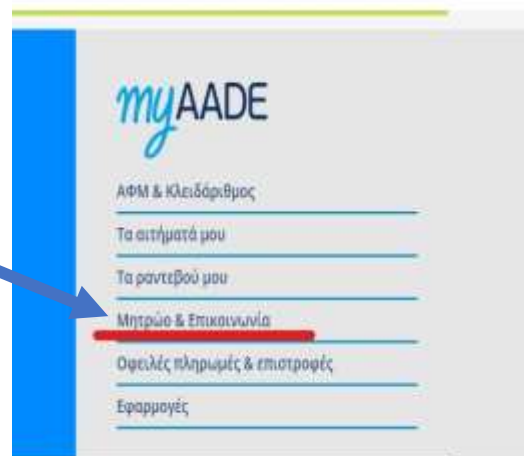 myAADE
ΑΦΜ & Κλειδάριθμος
Τα αιτήματά μου
Τα ραντεβού μου
Μητρώο & Επικοινωνία
Οφειλές πληρωμές & επιστροφές
Εφαρμογές